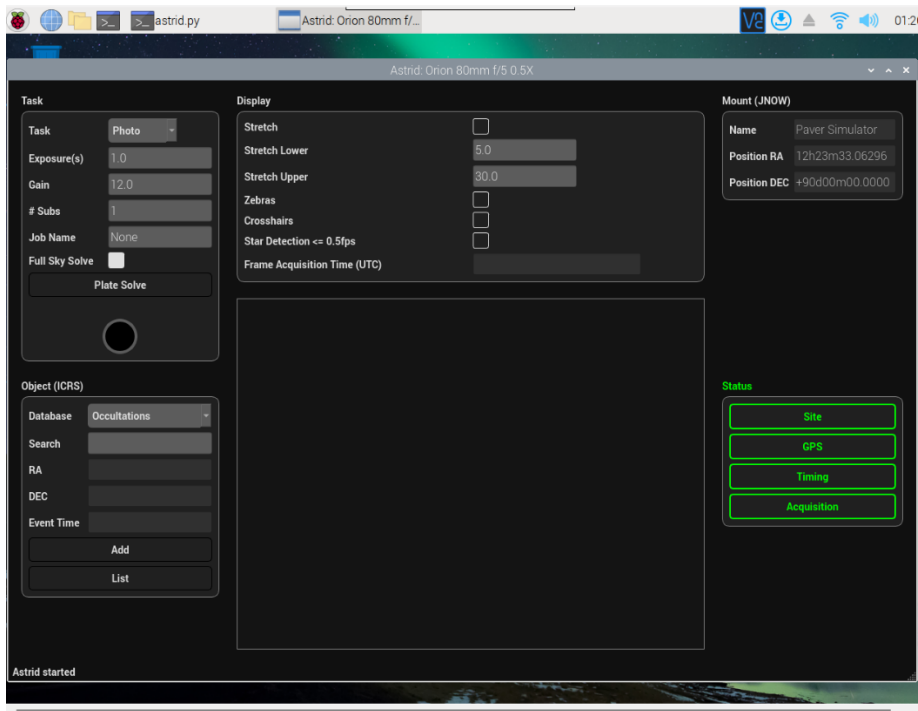 astrid.py
Astrid: Orion 80mm f/...
V2
01:20
Astrid: Orion 80mm f/5 0.5X
Task
Task
Photo
Exposure(s)
1.0
Gain
12.0
# Subs
1
Job Name
None
Full Sky Solve
Plate Solve
Object (ICRS)
Database
Occultations
Search
RA
DEC
Event Time
Add
List
Display
Stretch
Stretch Lower
5.0
Stretch Upper
30.0
Zebras
Crosshairs
Star Detection <= 0.5fps
Frame Acquisition Time (UTC)
Mount (JNOW)
Name
Paver Simulator
Position RA
12h23m33.06296
Position DEC
+90d00m00.0000
Status
Site
GPS
Timing
Acquisition
Astrid started